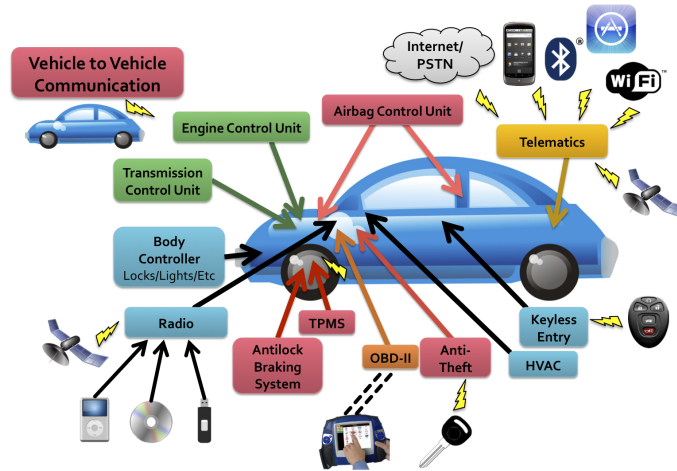 Vehicle to Vehicle
Communication
Internet/
PSTN
®
WiFi™
Engine Control Unit
Airbag Control Unit
Telematics
Transmission
Control Unit
Body
Controller
Locks/Lights/Etc
Radio
TPMS
Antilock
Braking
System
OBD-II
Anti-
Theft
Keyless
Entry
HVAC